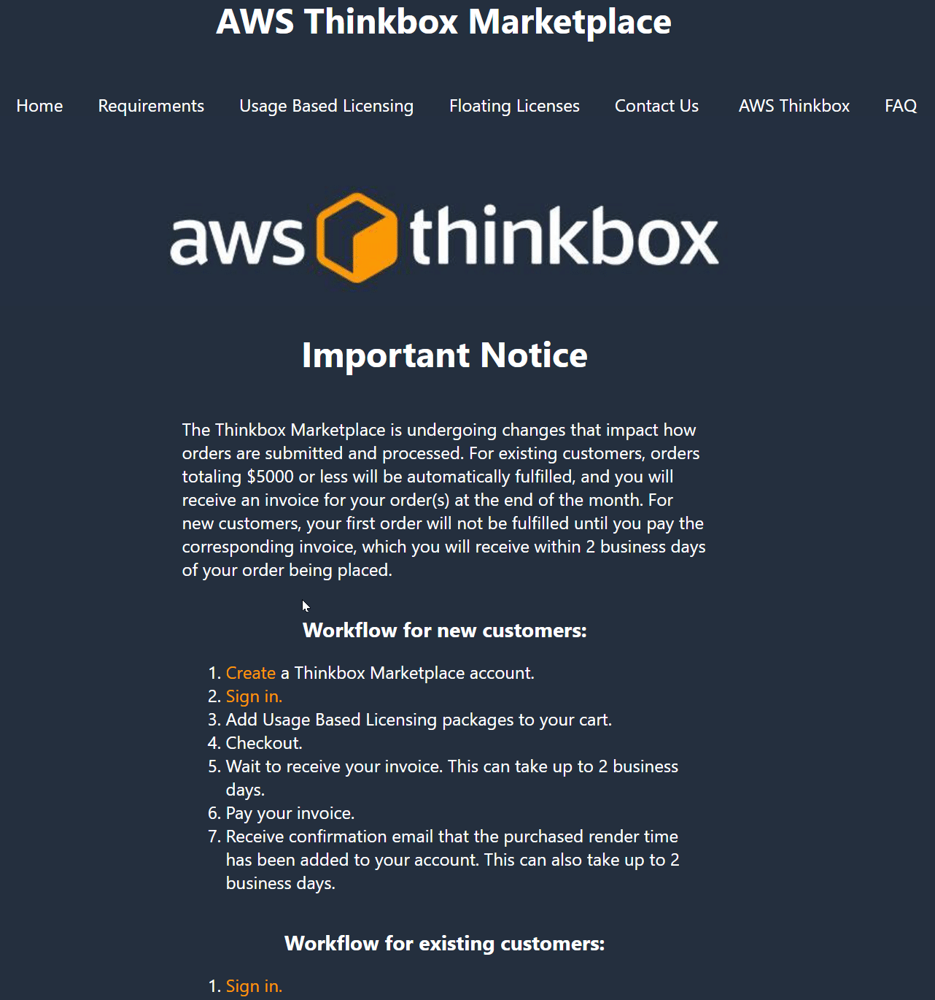 AWS Thinkbox Marketplace
Home Requirements Usage Based Licensing Floating Licenses Contact Us AWS Thinkbox FAQ
aws thinkbox
Important Notice
The Thinkbox Marketplace is undergoing changes that impact how
orders are submitted and processed. For existing customers, orders
totaling $5000 or less will be automatically fulfilled, and you will
receive an invoice for your order(s) at the end of the month. For
new customers, your first order will not be fulfilled until you pay the
corresponding invoice, which you will receive within 2 business days
of your order being placed.
Workflow for new customers:
1. Create a Thinkbox Marketplace account.
2. Sign in.
3. Add Usage Based Licensing packages to your cart.
4. Checkout.
5. Wait to receive your invoice. This can take up to 2 business
days.
6. Pay your invoice.
7. Receive confirmation email that the purchased render time
has been added to your account. This can also take up to 2
business days.
Workflow for existing customers:
1. Sign in.